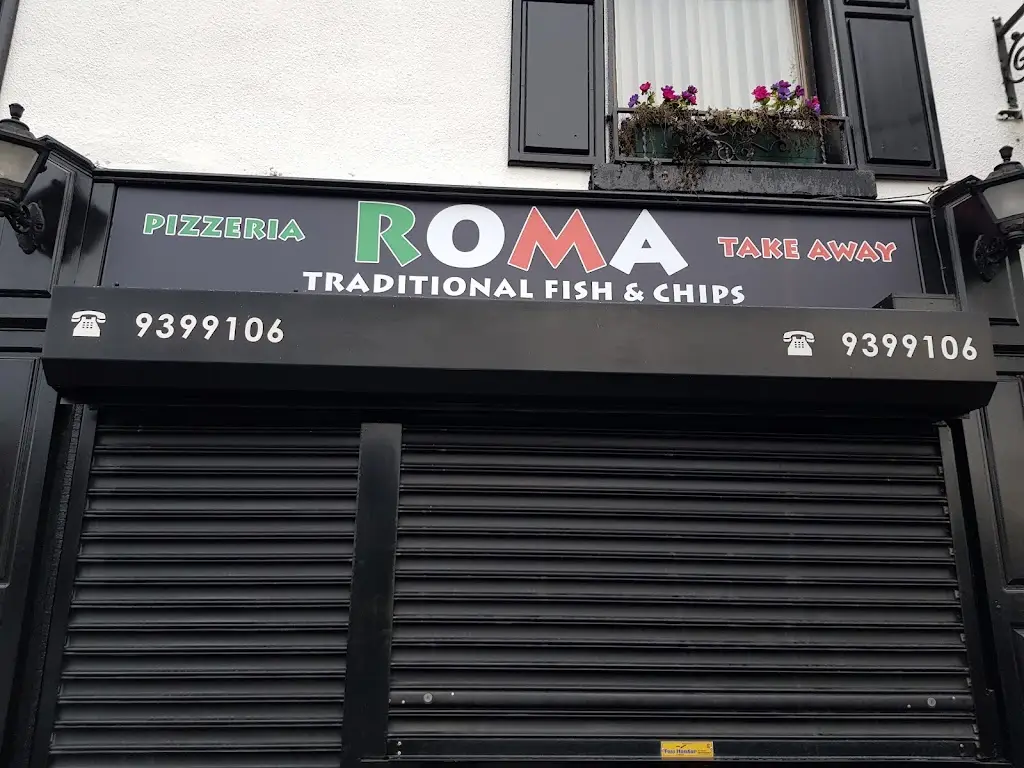 PIZZERIA ROMA TAKE AWAY
TRADITIONAL FISH & CHIPS
9399106 9399106